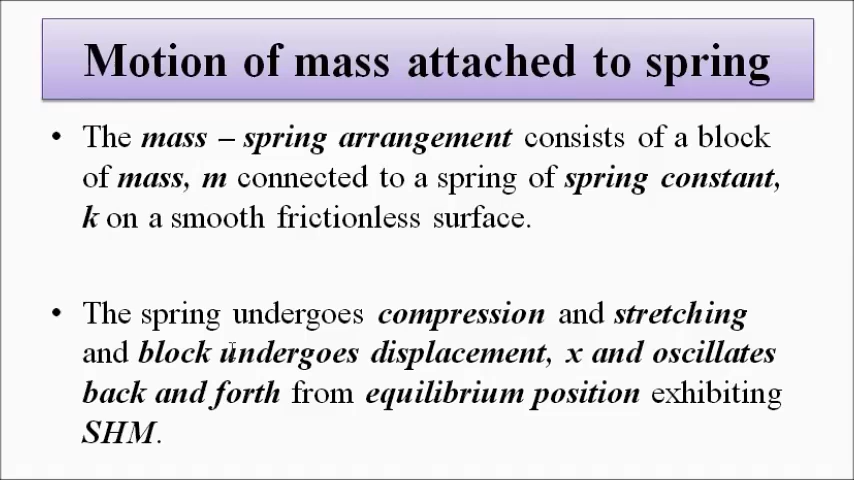 Motion of mass attached to spring
• The mass – spring arrangement consists of a block
of mass, m connected to a spring of spring constant,
k on a smooth frictionless surface.
• The spring undergoes compression and stretching
and block undergoes displacement, x and oscillates
back and forth from equilibrium position exhibiting
SHM.